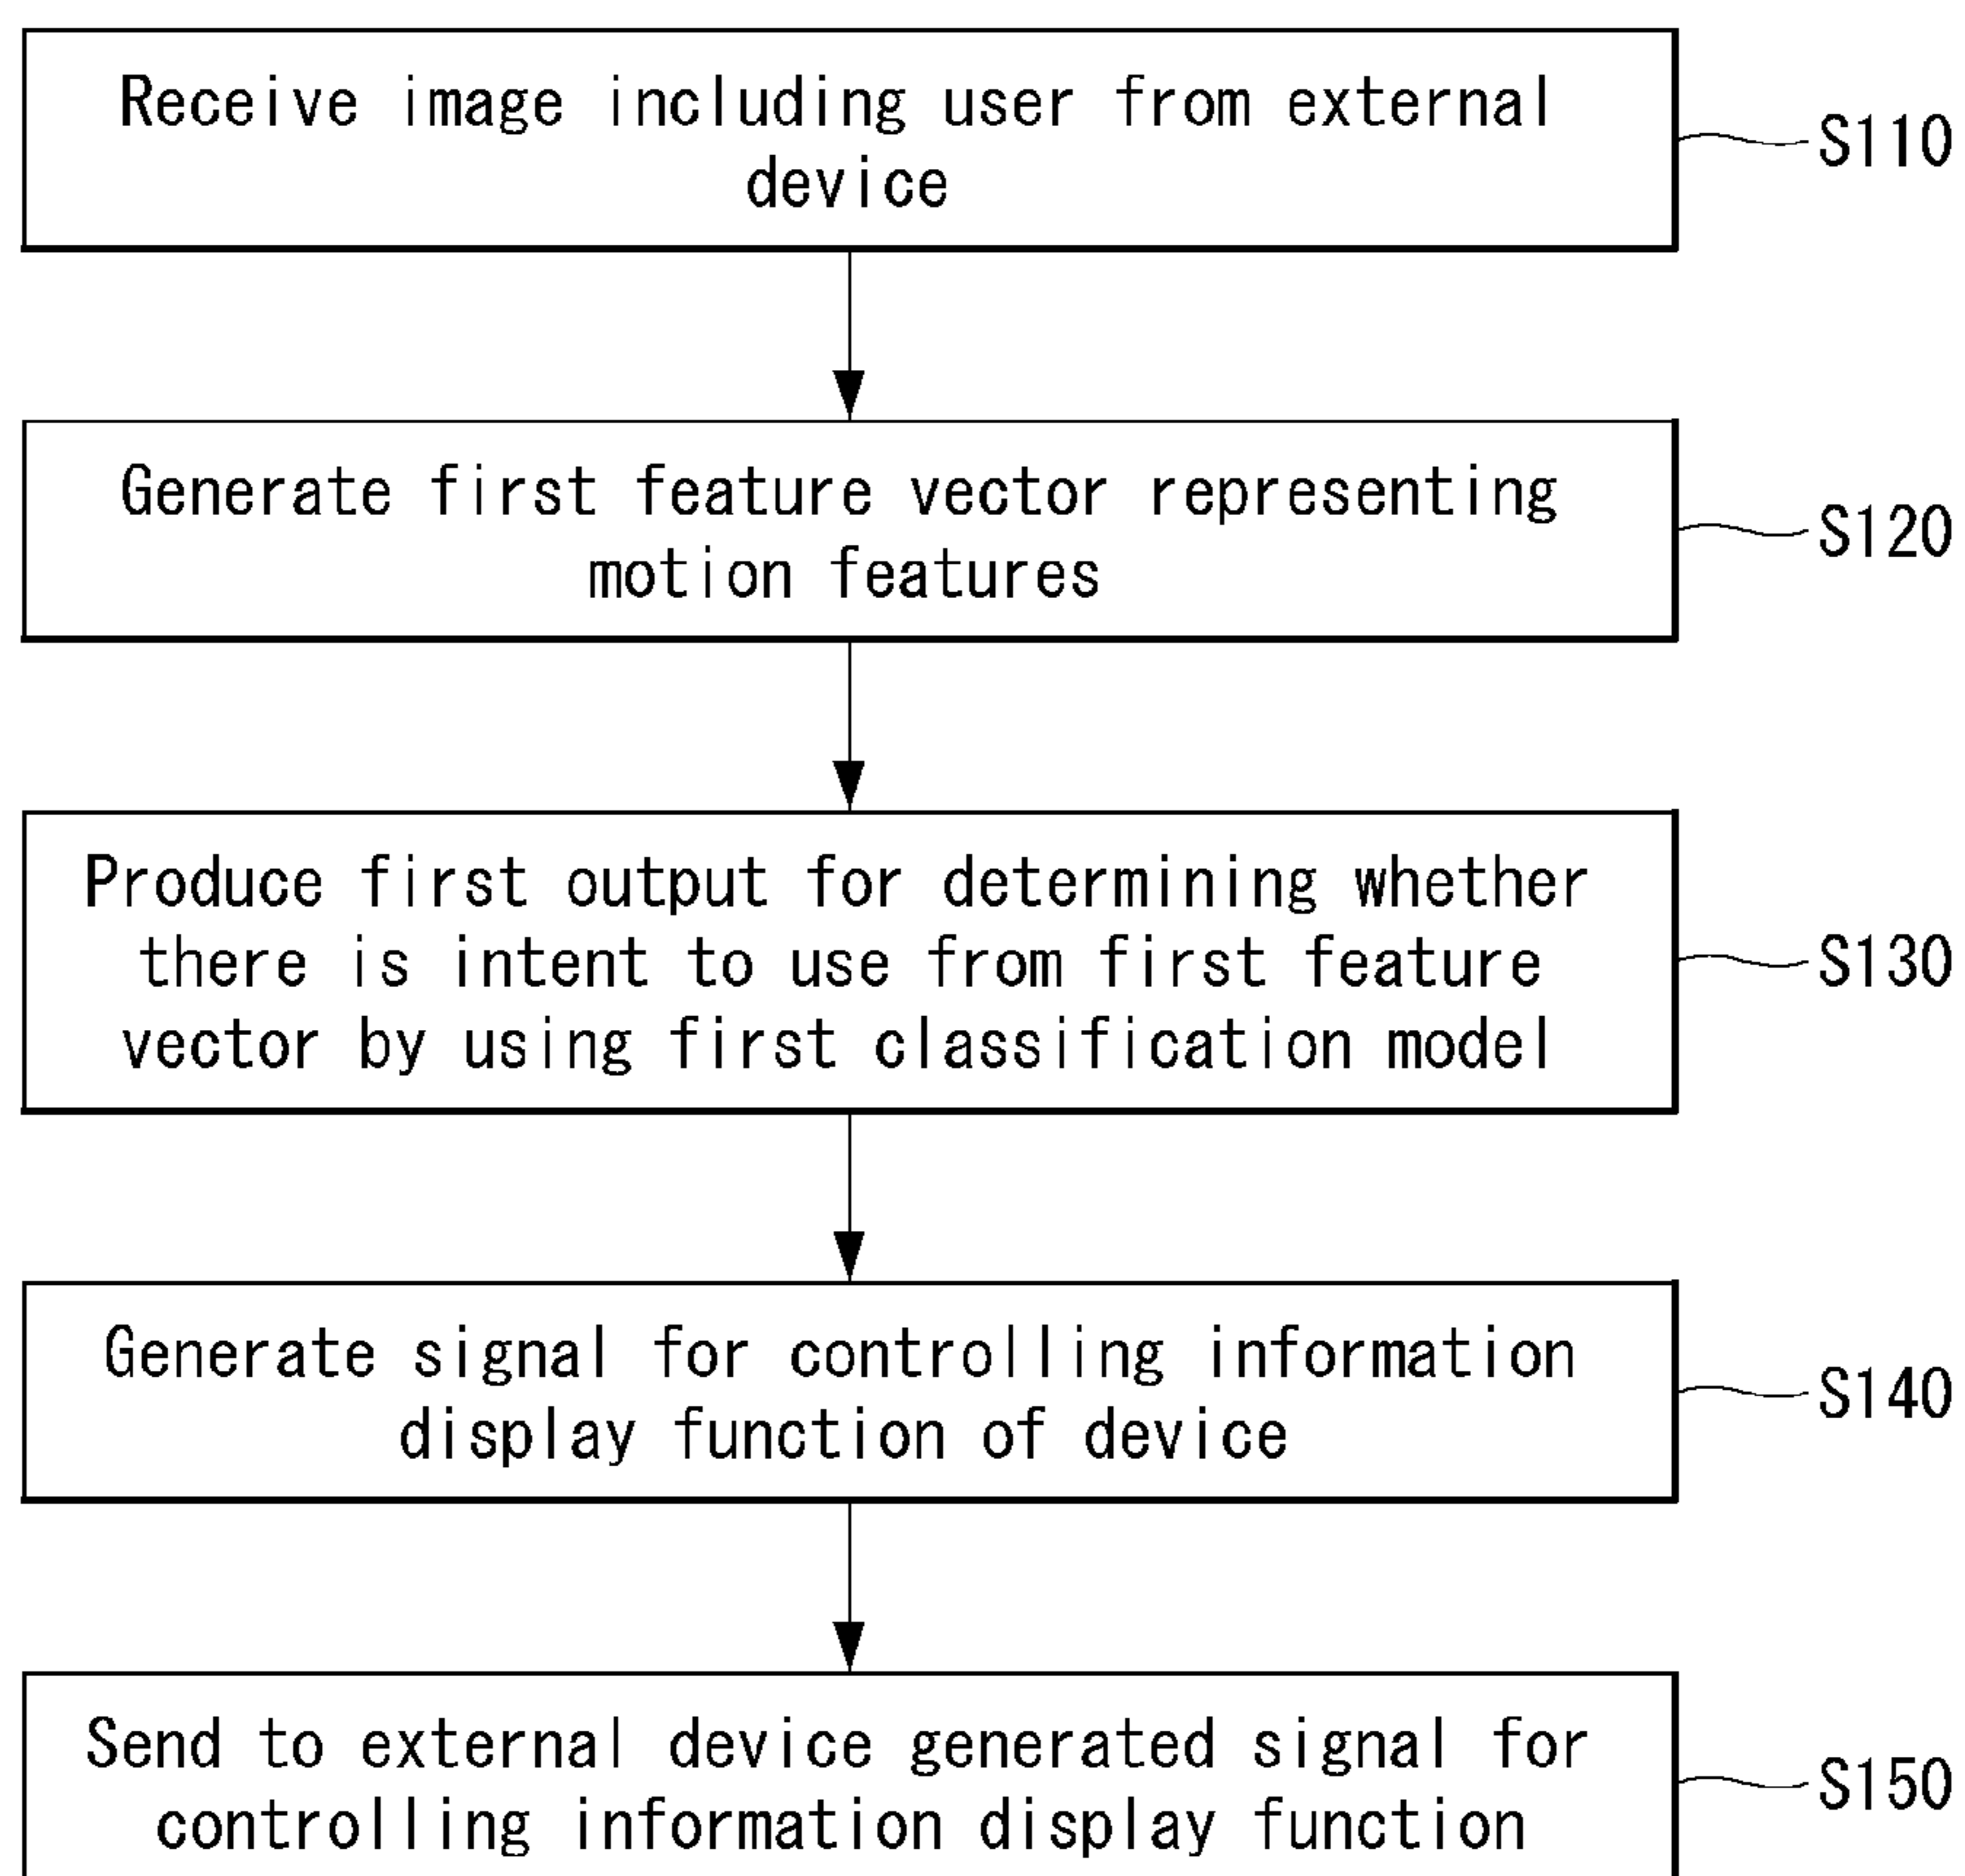 Receive image including user from external
device
S110
Generate first feature vector representing
motion features
S120
Produce first output for determining whether
there is intent to use from first feature
vector by using first classification model
S130
Generate signal for controlling information
display function of device
S140
Send to external device generated signal for
controlling information display function
S150